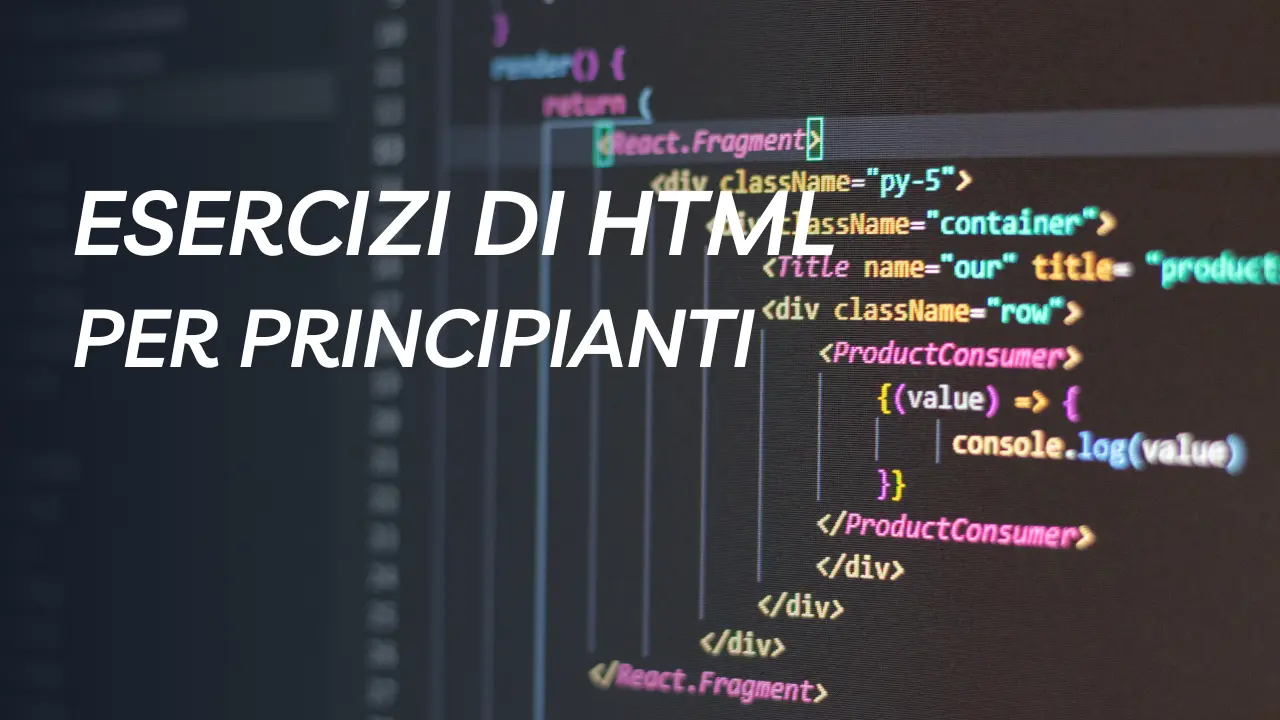 }
render() {
return (
<React.Fragment>
<div className="py-5">
<div className="container">
ESERCIZI DI HTML
<Title name="our" title= "product
<div className="row">
PER PRINCIPIANTI
<ProductConsumer>
{(value) => {
console.log(value)
}}
</ProductConsumer>
</div>
</div>
</div>
</React.Fragment>